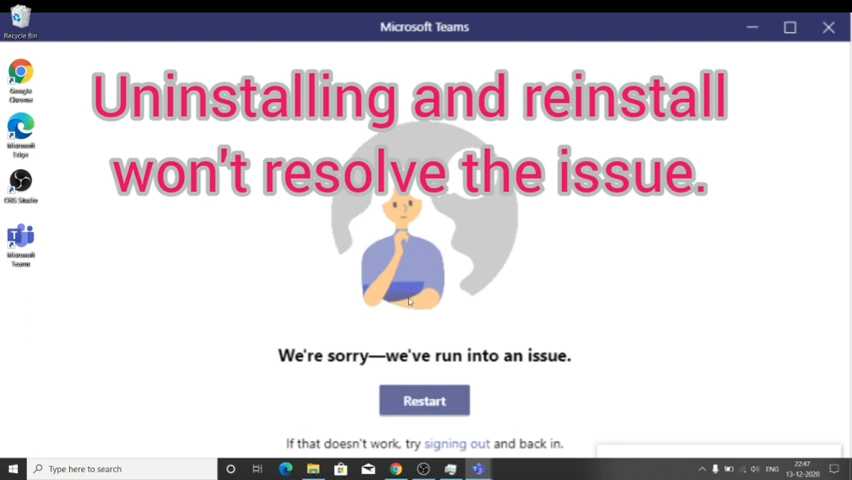 Microsoft Teams
Recycle Bin
Google
Chrome
Microsoft
Edge
OBS Studio
Microsoft
Teams
Uninstalling and reinstall
won't resolve the issue.
We're sorry—we've run into an issue.
Restart
If that doesn't work, try signing out and back in.
Type here to search
ENG
22:47
13-12-2020